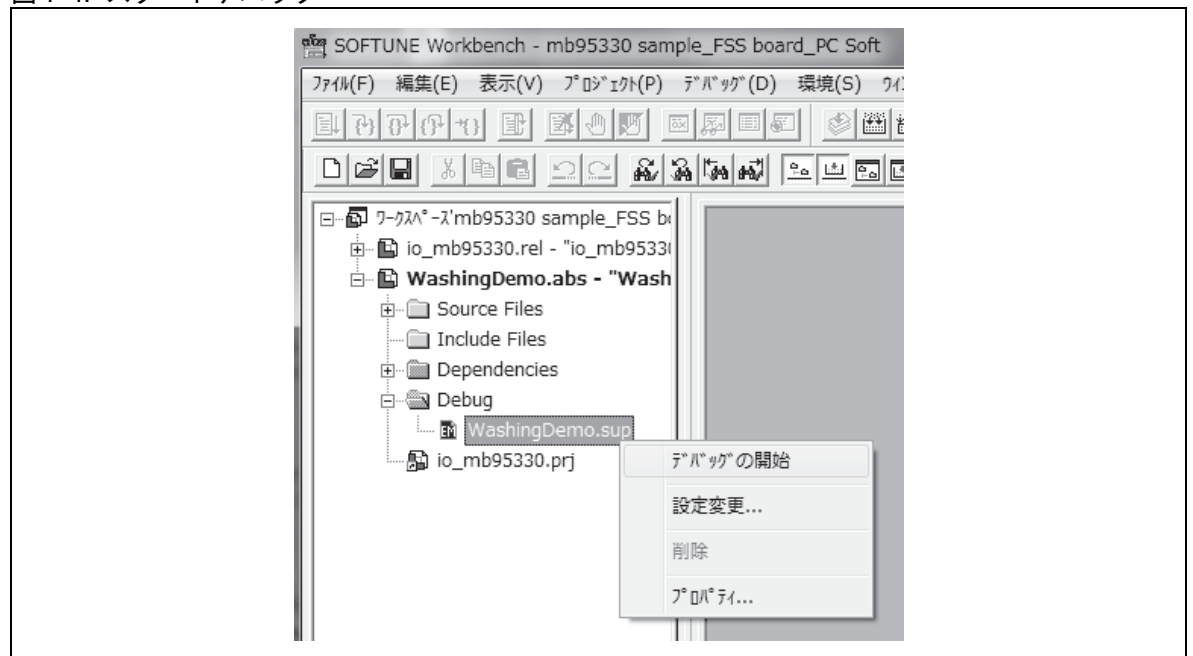 SOFTUNE Workbench - mb95330 sample_FSS board_PC Soft
ﾌｧｲﾙ(F) 編集(E) 表示(V) ﾌﾟﾛｼﾞｪｸﾄ(P) ﾃﾞﾊﾞｯｸﾞ(D) 環境(S)
ﾜｰｸｽﾍﾟｰｽ'mb95330 sample_FSS
io_mb95330.rel - "io_mb9533
WashingDemo.abs - "Wash
Source Files
Include Files
Dependencies
Debug
EM WashingDemo.sup
ﾃﾞﾊﾞｯｸﾞの開始
io_mb95330.prj
設定変更...
削除
ﾌﾟﾛﾊﾟﾃｨ...